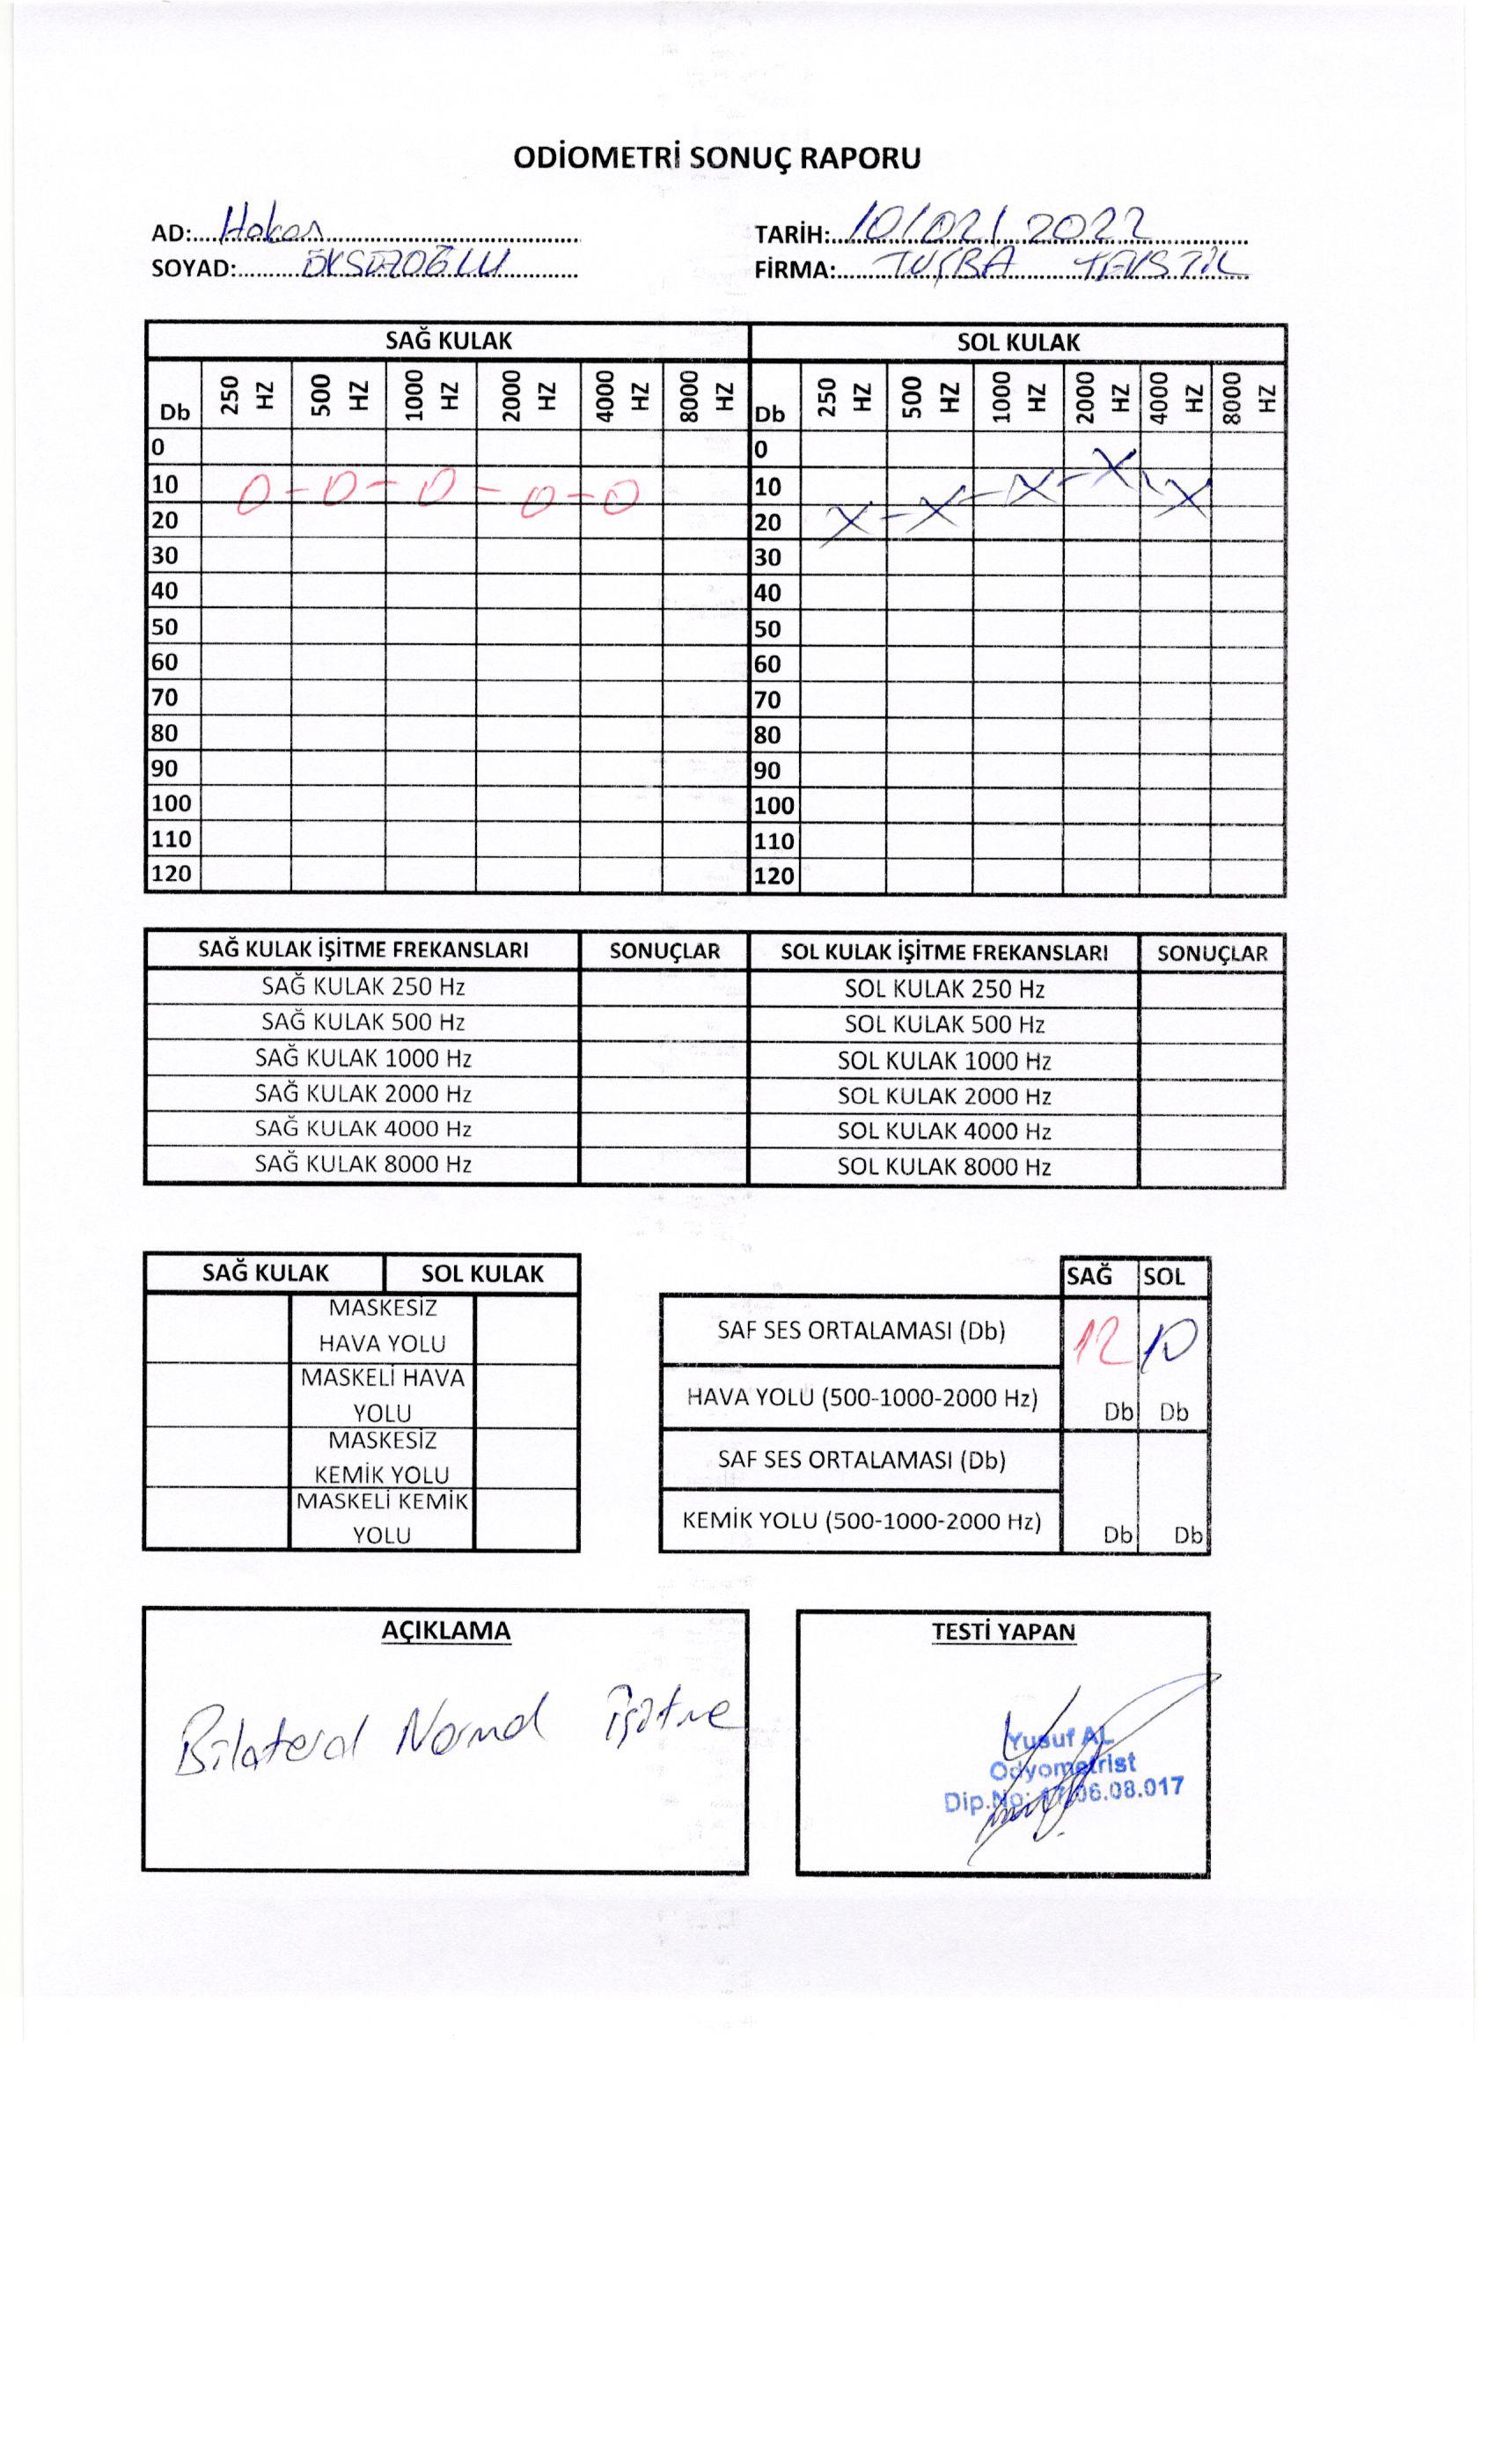 ODİOMETRİ SONUÇ RAPORU
AD: Hakan TARİH: 10/02/2022
SOYAD: ÖKSÜZOĞLU FİRMA: TUŞBA TEKSTİL
SAĞ KULAK SOL KULAK
Db 250 HZ 500 HZ 1000 HZ 2000 HZ 4000 HZ 8000 HZ Db 250 HZ 500 HZ 1000 HZ 2000 HZ 4000 HZ 8000 HZ
0 0
10 10
20 20
30 30
40 40
50 50
60 60
70 70
80 80
90 90
100 100
110 110
120 120
SAĞ KULAK İŞİTME FREKANSLARI SONUÇLAR SOL KULAK İŞİTME FREKANSLARI SONUÇLAR
SAĞ KULAK 250 Hz SOL KULAK 250 Hz
SAĞ KULAK 500 Hz SOL KULAK 500 Hz
SAĞ KULAK 1000 Hz SOL KULAK 1000 Hz
SAĞ KULAK 2000 Hz SOL KULAK 2000 Hz
SAĞ KULAK 4000 Hz SOL KULAK 4000 Hz
SAĞ KULAK 8000 Hz SOL KULAK 8000 Hz
SAĞ KULAK SOL KULAK
MASKESİZ
HAVA YOLU
MASKELİ HAVA
YOLU
MASKESİZ
KEMİK YOLU
MASKELİ KEMİK
YOLU
SAĞ SOL
SAF SES ORTALAMASI (Db) 12 10
HAVA YOLU (500-1000-2000 Hz) Db Db
SAF SES ORTALAMASI (Db)
KEMİK YOLU (500-1000-2000 Hz) Db Db
AÇIKLAMA
Bilateral Normal İşitme
TESTİ YAPAN
Yusuf AL
Odyometrist
Dip.No: 06.08.017